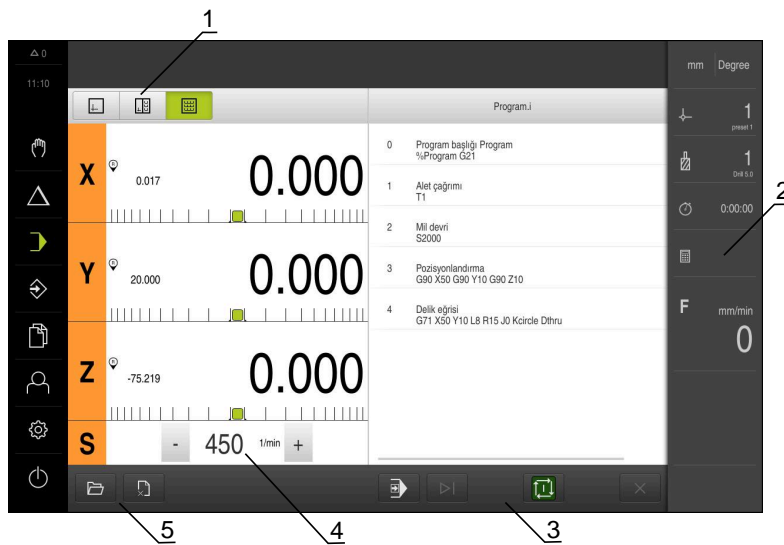 1
△ 0
mm Degree
11:10
Program.i
1
preset 1
0 Program başlığı Program
%Program G21
X R 0.017 0.000
1
Drill 5.0
1 Alet çağrımı
T1
2
0:00:00
2 Mil devri
S2000
Y R 20.000 0.000
3 Pozisyonlandırma
G90 X50 G90 Y10 G90 Z10
4 Delik eğrisi
G71 X50 Y10 L8 R15 J0 Kcircle Dthru
F mm/min
0
Z R -75.219 0.000
S - 450 1/min +
5
4
3